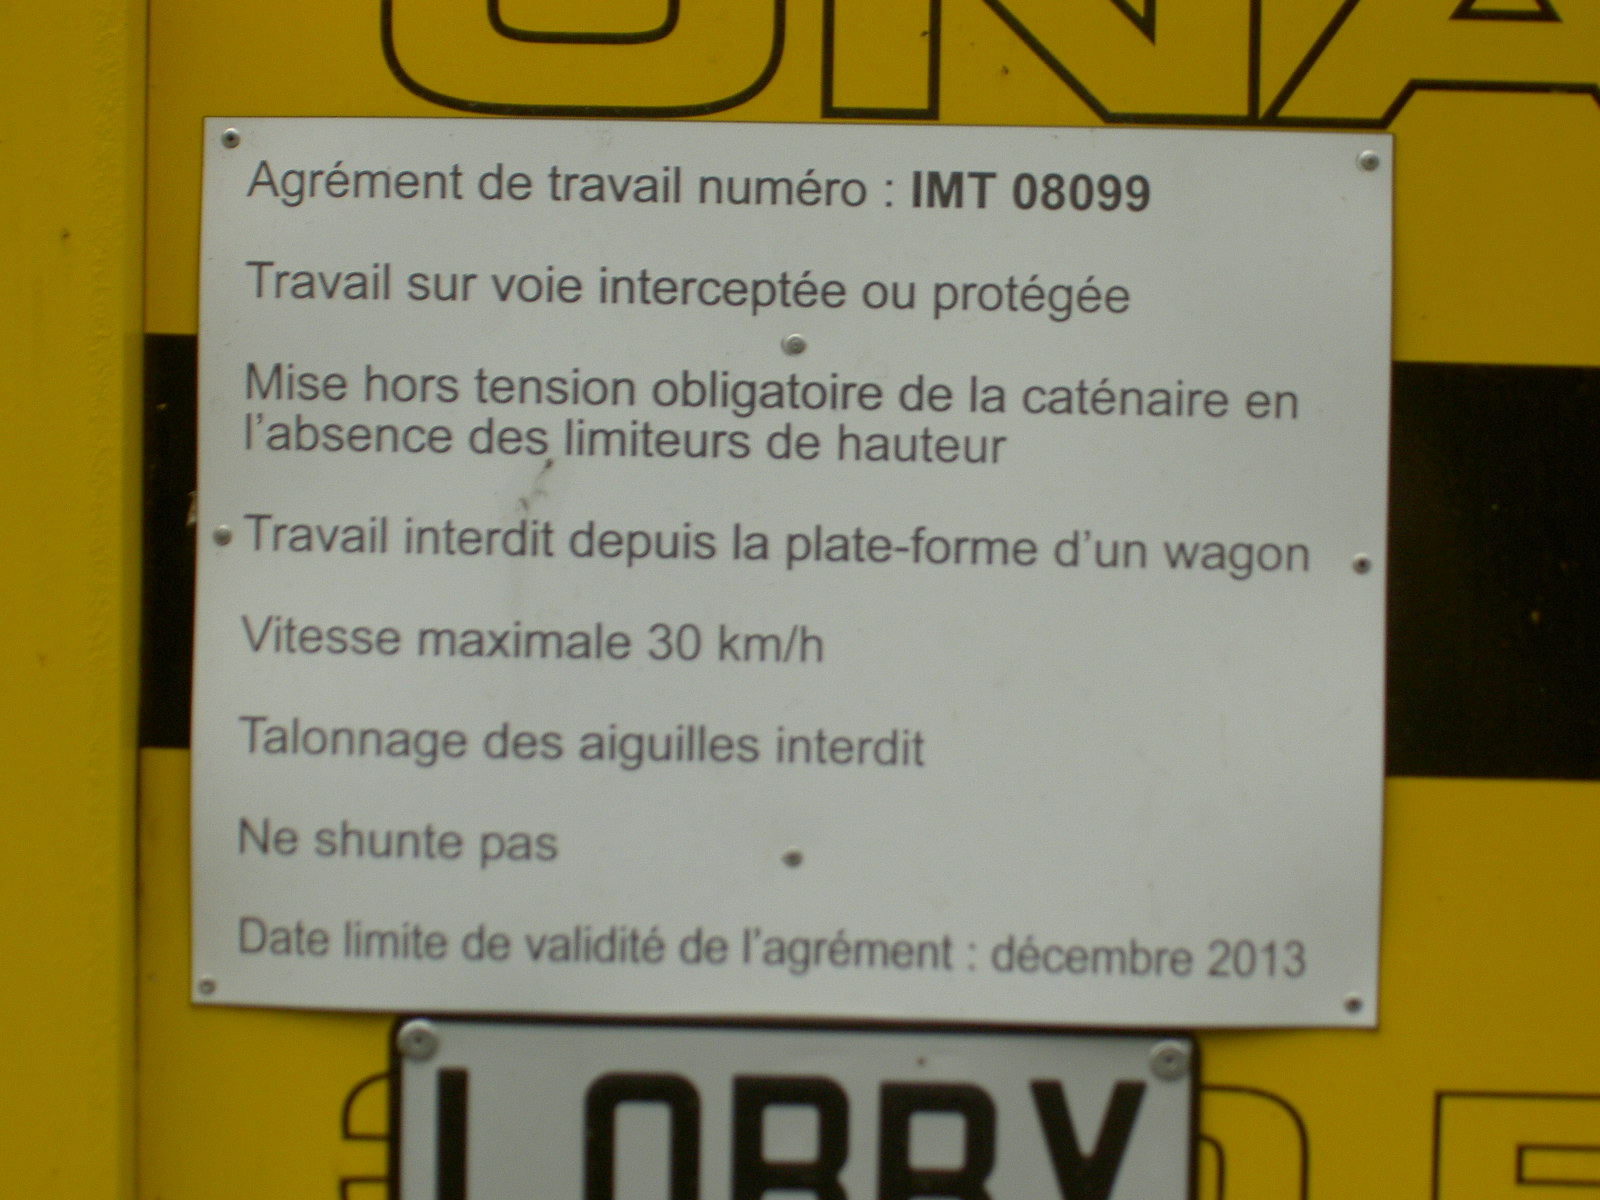 UNA
Agrément de travail numéro : IMT 08099
Travail sur voie interceptée ou protégée
Mise hors tension obligatoire de la caténaire en
l'absence des limiteurs de hauteur
Travail interdit depuis la plate-forme d'un wagon
Vitesse maximale 30 km/h
Talonnage des aiguilles interdit
Ne shunte pas
Date limite de validité de l'agrément : décembre 2013
LOBBY